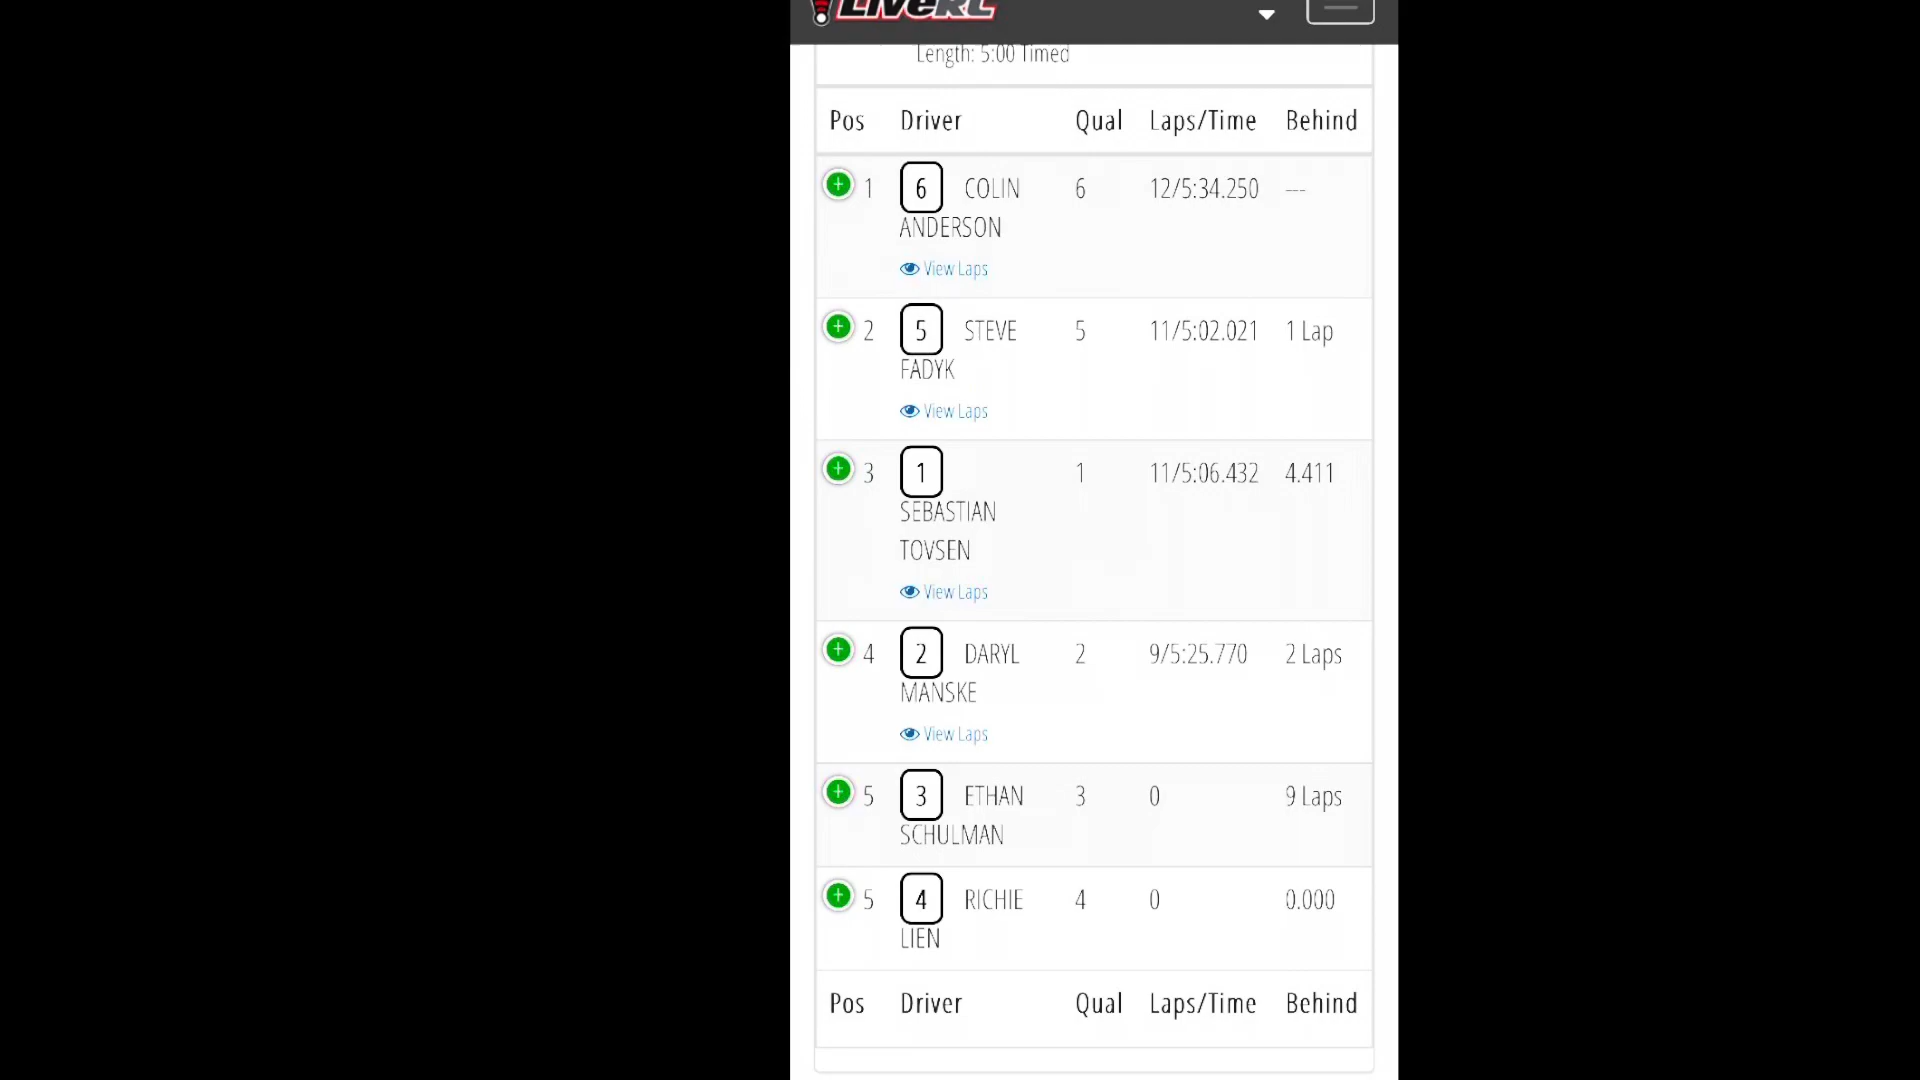 LiveRC
Length: 5:00 Timed
Pos Driver Qual Laps/Time Behind
1 6 COLIN 6 12/5:34.250 ---
ANDERSON
View Laps
2 5 STEVE 5 11/5:02.021 1 Lap
FADYK
View Laps
3 1 1 11/5:06.432 4.411
SEBASTIAN
TOVSEN
View Laps
4 2 DARYL 2 9/5:25.770 2 Laps
MANSKE
View Laps
5 3 ETHAN 3 0 9 Laps
SCHULMAN
5 4 RICHIE 4 0 0.000
LIEN
Pos Driver Qual Laps/Time Behind